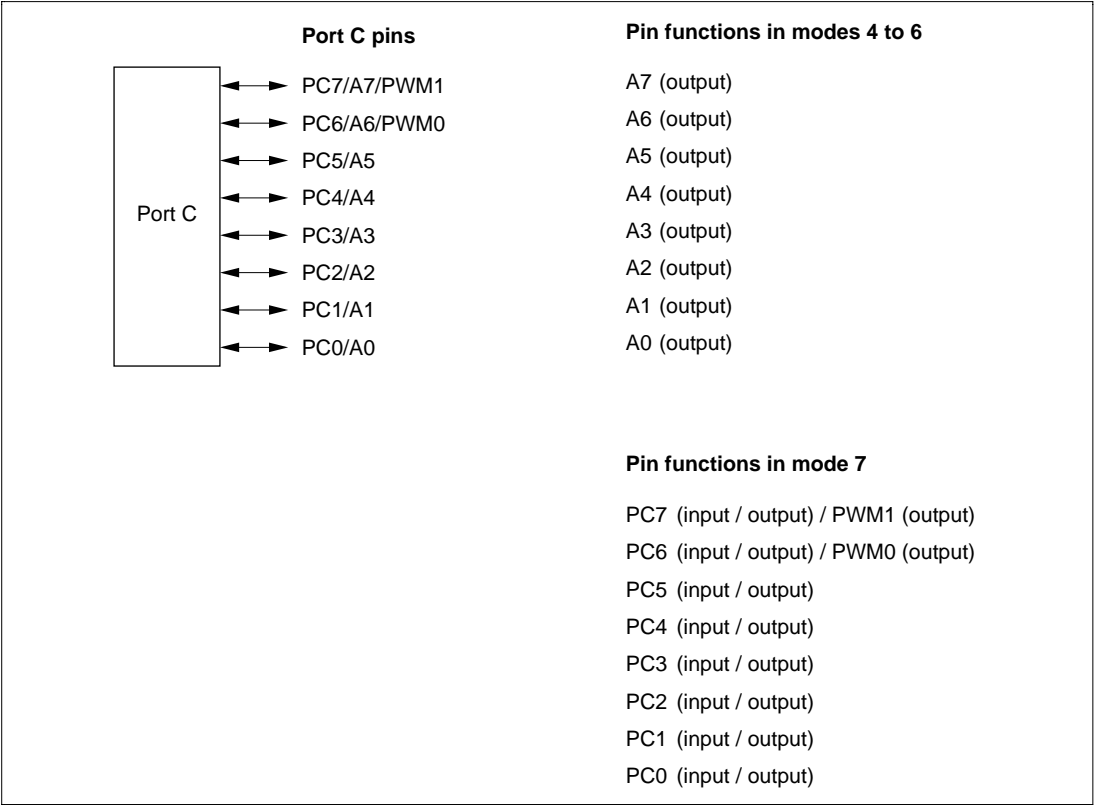 Port C pins
Pin functions in modes 4 to 6
Port C
PC7/A7/PWM1
A7 (output)
PC6/A6/PWM0
A6 (output)
PC5/A5
A5 (output)
PC4/A4
A4 (output)
PC3/A3
A3 (output)
PC2/A2
A2 (output)
PC1/A1
A1 (output)
PC0/A0
A0 (output)
Pin functions in mode 7
PC7 (input / output) / PWM1 (output)
PC6 (input / output) / PWM0 (output)
PC5 (input / output)
PC4 (input / output)
PC3 (input / output)
PC2 (input / output)
PC1 (input / output)
PC0 (input / output)